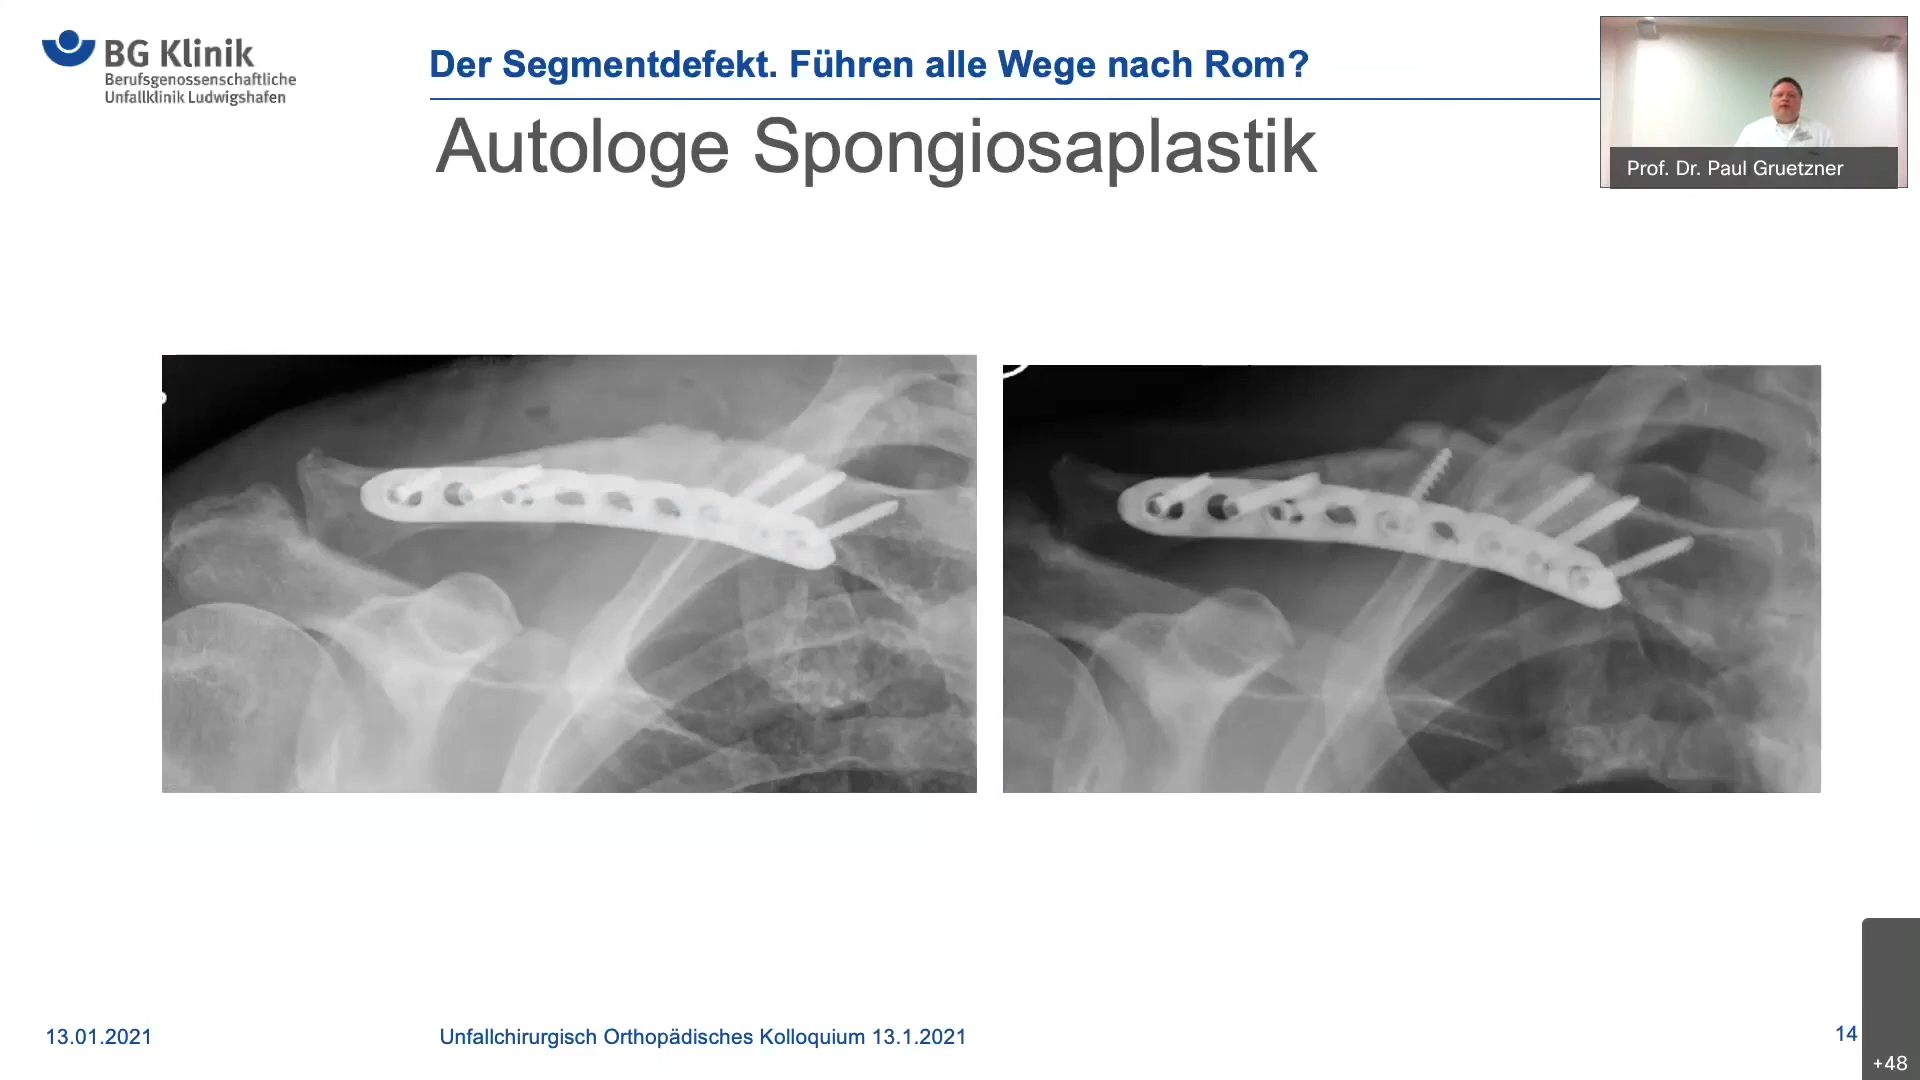 BG Klinik
Berufsgenossenschaftliche
Unfallklinik Ludwigshafen
Der Segmentdefekt. Führen alle Wege nach Rom?
Autologe Spongiosaplastik
Prof. Dr. Paul Gruetzner
13.01.2021
Unfallchirurgisch Orthopädisches Kolloquium 13.1.2021
14
+48